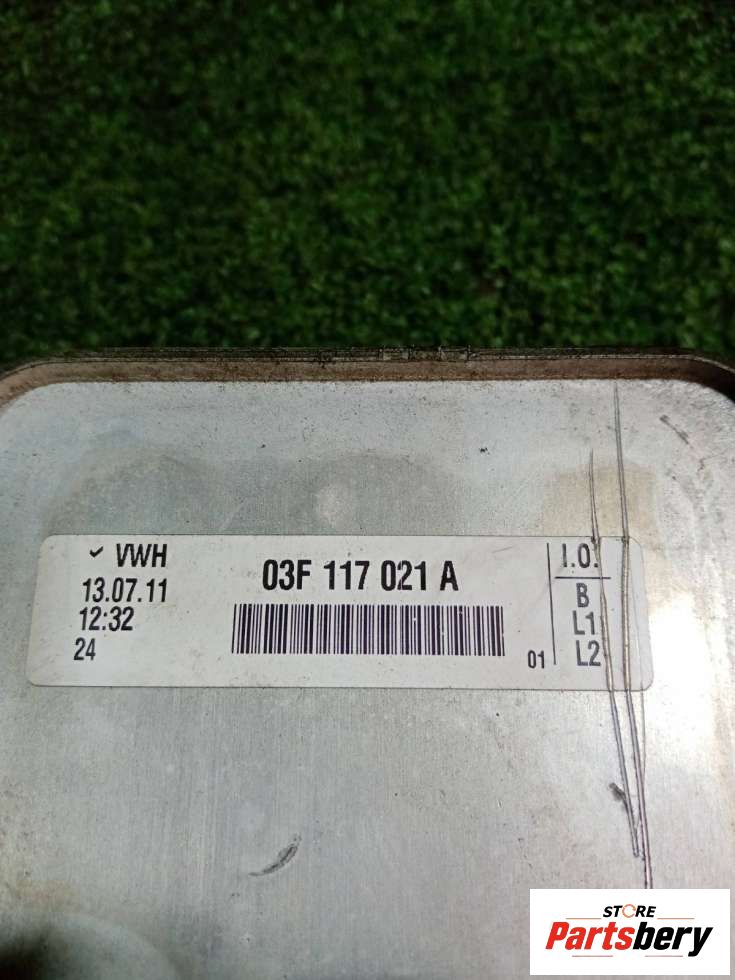 VWH
13.07.11
12:32
24
03F 117 021 A
01
I.O.
B
L1
L2
STORE
Partsbery